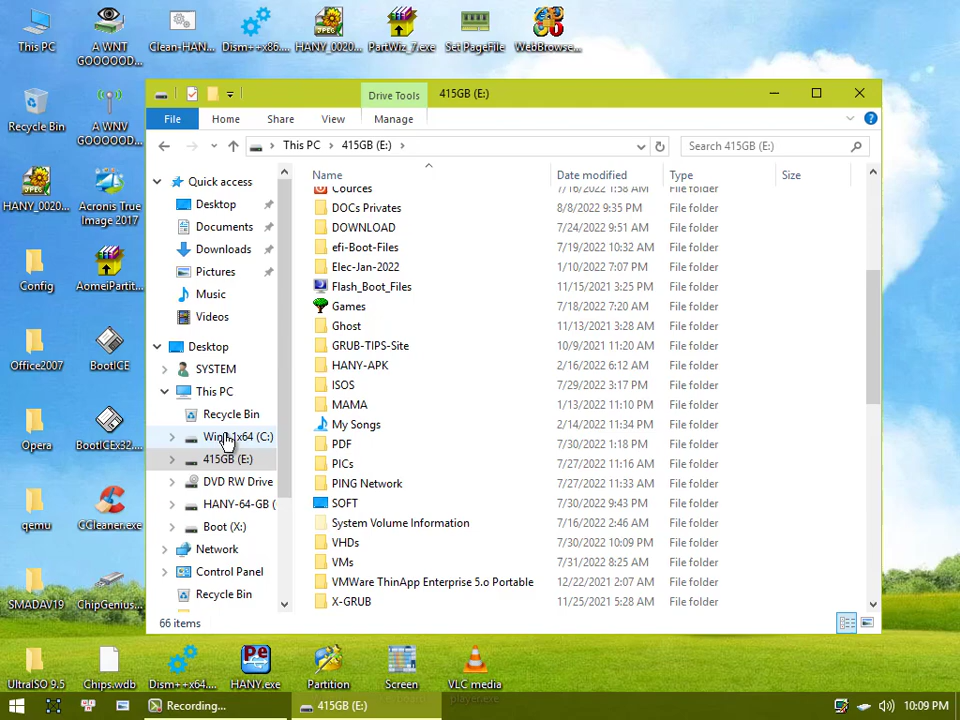 This PC
A WNT
GOOOOOD...
Clean-HAN...
Dism++x86....
HANY_0020...
PartWiz_7.exe
Set PageFile
WebBrowse...
Recycle Bin
A WNV
GOOOOOD...
HANY_0020...
Acronis True
Image 2017
Config
AomeiPartit...
Office2007
BootICE
Opera
BootICEx32....
qemu
CCleaner.exe
SMADAV19
ChipGenius...
UltraISO 9.5
Chips.wdb
Dism++x64....
HANY.exe
Partition
Screen
VLC media
Drive Tools
415GB (E:)
File
Home
Share
View
Manage
This PC
415GB (E:)
Search 415GB (E:)
Quick access
Desktop
Documents
Downloads
Pictures
Music
Videos
Desktop
SYSTEM
This PC
Recycle Bin
415GB (E:)
DVD RW Drive
HANY-64-GB (
Boot (X:)
Network
Control Panel
Recycle Bin
Name Date modified Type Size
Cources 7/16/2022 1:58 AM File folder
DOCs Privates 8/8/2022 9:35 PM File folder
DOWNLOAD 7/24/2022 9:51 AM File folder
efi-Boot-Files 7/19/2022 10:32 AM File folder
Elec-Jan-2022 1/10/2022 7:07 PM File folder
Flash_Boot_Files 11/15/2021 3:25 PM File folder
Games 7/18/2022 7:20 AM File folder
Ghost 11/13/2021 3:28 AM File folder
GRUB-TIPS-Site 10/9/2021 11:20 AM File folder
HANY-APK 2/16/2022 6:12 AM File folder
ISOS 7/29/2022 3:17 PM File folder
MAMA 1/13/2022 11:10 PM File folder
My Songs 2/14/2022 11:34 PM File folder
PDF 7/30/2022 1:18 PM File folder
PICs 7/27/2022 11:16 AM File folder
PING Network 7/27/2022 11:33 AM File folder
SOFT 7/30/2022 9:43 PM File folder
System Volume Information 7/16/2022 2:46 AM File folder
VHDs 7/30/2022 10:09 PM File folder
VMs 7/31/2022 8:25 AM File folder
VMWare ThinApp Enterprise 5.o Portable 12/22/2021 2:07 AM File folder
X-GRUB 11/25/2021 5:28 AM File folder
66 items
Recording...
415GB (E:)
10:09 PM